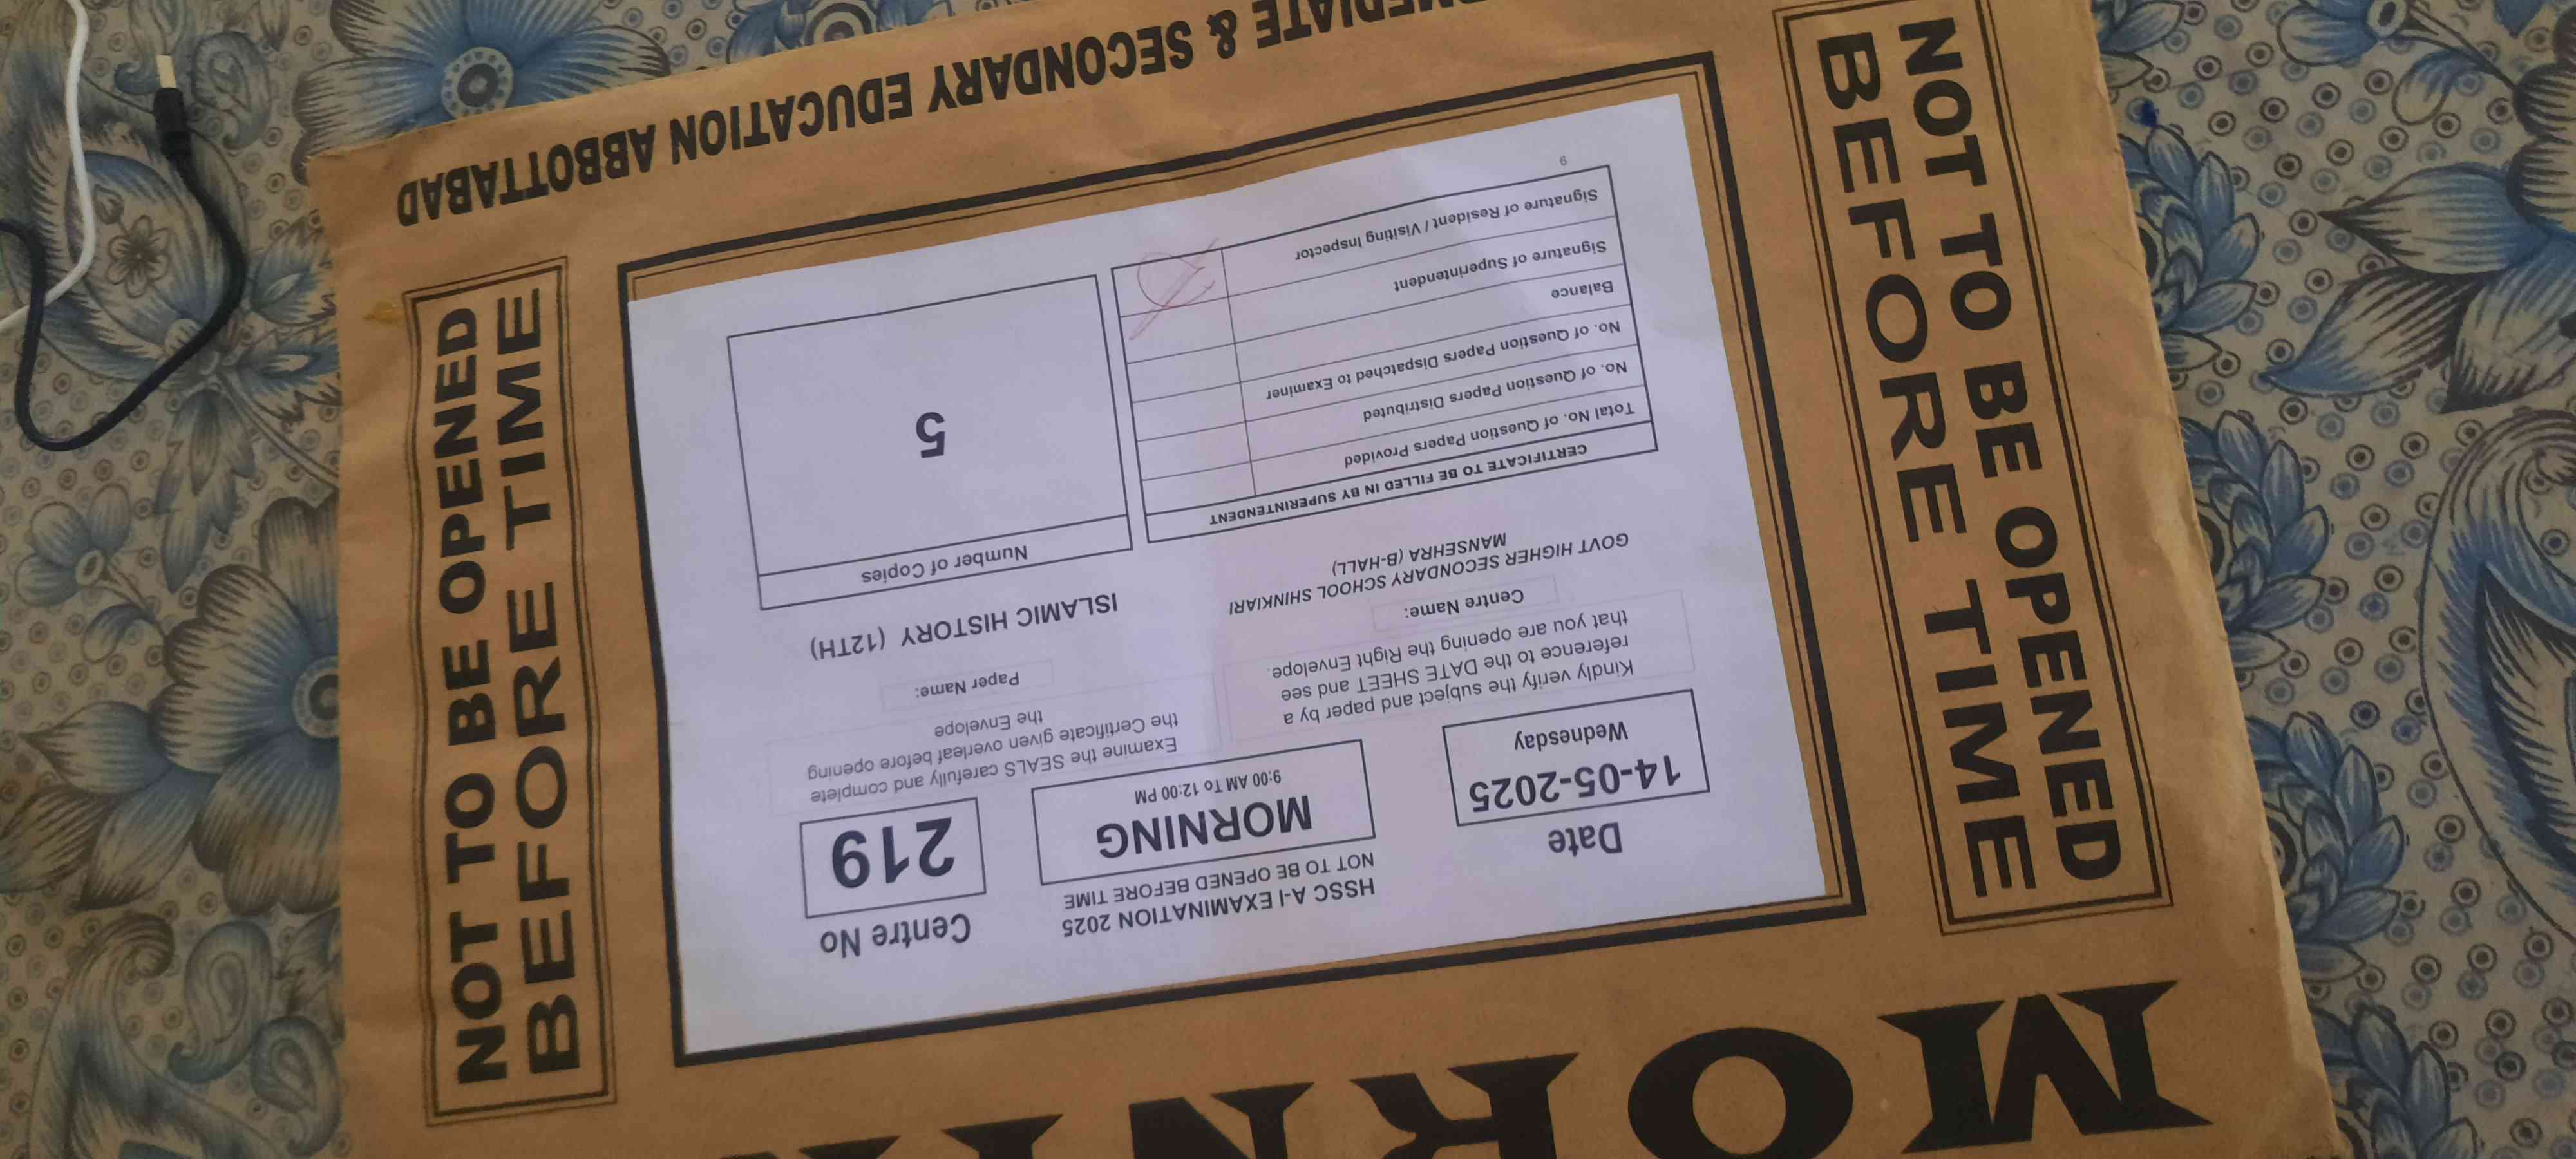 MORN
NOT TO BE OPENED
BEFORE TIME
Date
14-05-2025
Wednesday
HSSC A-I EXAMINATION 2025
NOT TO BE OPENED BEFORE TIME
MORNING
9:00 AM To 12:00 PM
Centre No
219
Kindly verify the subject and paper by a
reference to the DATE SHEET and see
that you are opening the Right Envelope.
Examine the SEALS carefully and complete
the Certificate given overleaf before opening
the Envelope
Centre Name:
GOVT HIGHER SECONDARY SCHOOL SHINKIARI
MANSEHRA (B-HALL)
Paper Name:
ISLAMIC HISTORY (12TH)
CERTIFICATE TO BE FILLED IN BY SUPERINTENDENT
Total No. of Question Papers Provided
No. of Question Papers Distributed
No. of Question Papers Dispatched to Examiner
Balance
Signature of Superintendent
Signature of Resident / Visiting Inspector
9
Number of Copies
5
NOT TO BE OPENED
BEFORE TIME
MEDIATE & SECONDARY EDUCATION ABBOTTABAD